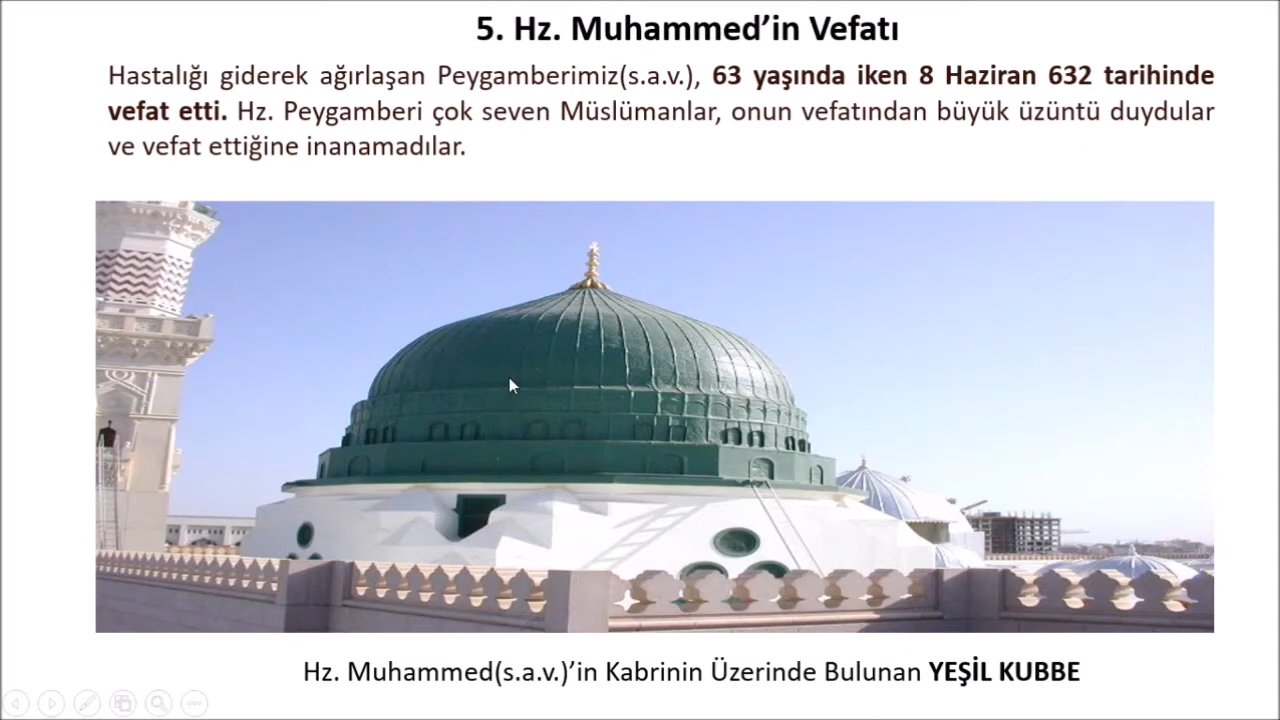 5. Hz. Muhammed’in Vefatı
Hastalığı giderek ağırlaşan Peygamberimiz(s.a.v.), 63 yaşında iken 8 Haziran 632 tarihinde
vefat etti. Hz. Peygamberi çok seven Müslümanlar, onun vefatından büyük üzüntü duydular
ve vefat ettiğine inanamadılar.
Hz. Muhammed(s.a.v.)’in Kabrinin Üzerinde Bulunan YEŞİL KUBBE